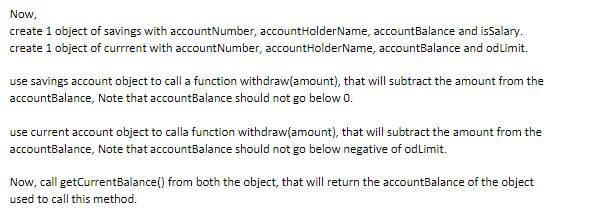 Now,
create 1 object of savings with accountNumber, accountHolderName, accountBalance and isSalary.
create 1 object of currrent with accountNumber, accountHolderName, accountBalance and odLimit.
use savings account object to call a function withdraw(amount), that will subtract the amount from the
accountBalance, Note that accountBalance should not go below 0.
use current account object to calla function withdraw(amount), that will subtract the amount from the
accountBalance, Note that accountBalance should not go below negative of odLimit.
Now, call getCurrentBalance() from both the object, that will return the accountBalance of the object
used to call this method.